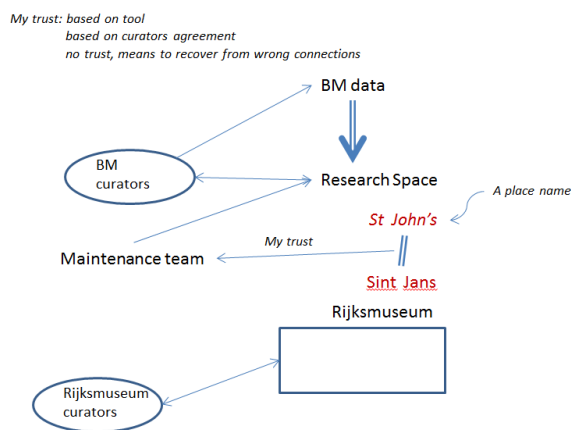 My trust: based on tool
based on curators agreement
no trust, means to recover from wrong connections
BM data
BM
curators
Research Space
A place name
St John's
My trust
Maintenance team
Sint Jans
Rijksmuseum
Rijksmuseum
curators